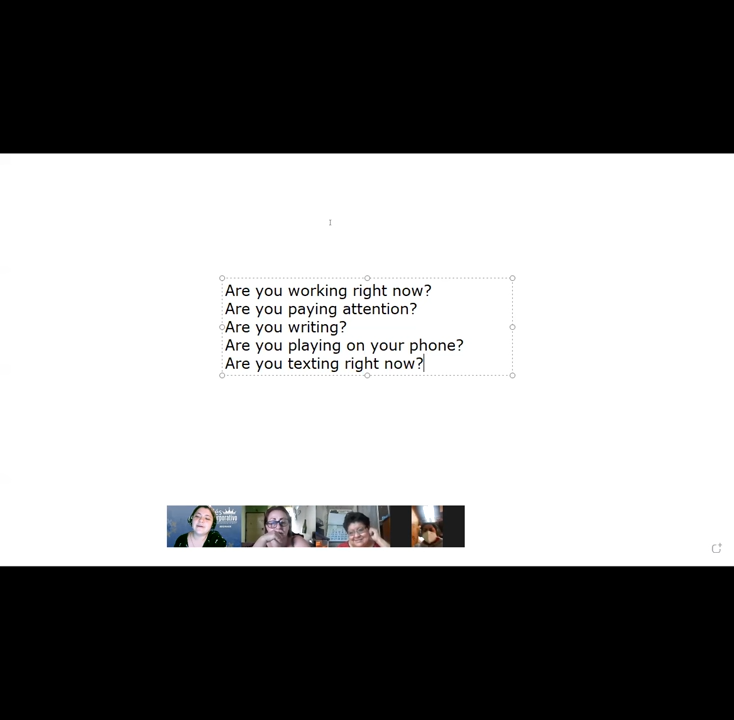 Are you working right now?
Are you paying attention?
Are you writing?
Are you playing on your phone?
Are you texting right now?